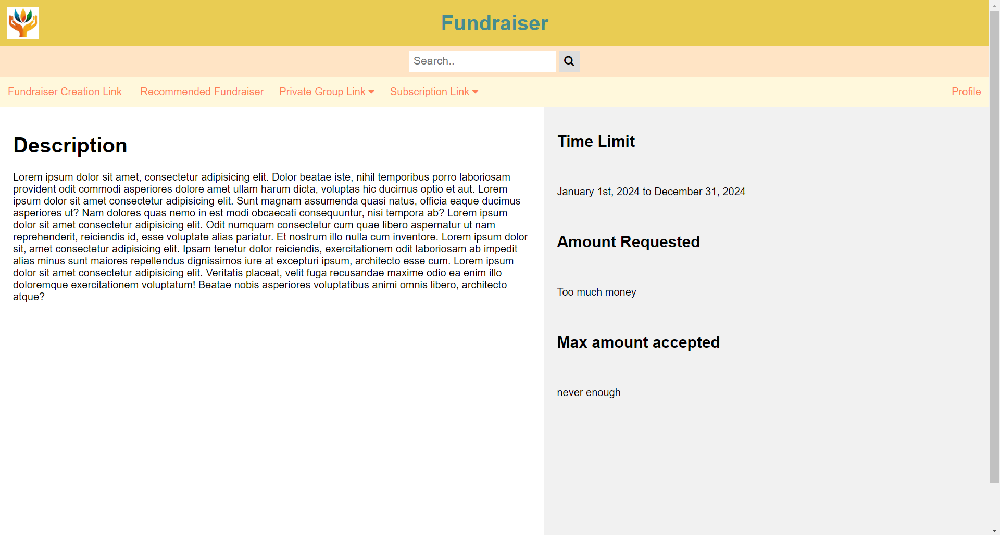 Fundraiser
Search..
Fundraiser Creation Link Recommended Fundraiser Private Group Link Subscription Link Profile
Description
Lorem ipsum dolor sit amet, consectetur adipisicing elit. Dolor beatae iste, nihil temporibus porro laboriosam
provident odit commodi asperiores dolore amet ullam harum dicta, voluptas hic ducimus optio et aut. Lorem
ipsum dolor sit amet consectetur adipisicing elit. Sunt magnam assumenda quasi natus, officia eaque ducimus
asperiores ut? Nam dolores quas nemo in est modi obcaecati consequuntur, nisi tempora ab? Lorem ipsum
dolor sit amet consectetur adipisicing elit. Odit numquam consectetur cum quae libero aspernatur ut nam
reprehenderit, reiciendis id, esse voluptate alias pariatur. Et nostrum illo nulla cum inventore. Lorem ipsum dolor
sit, amet consectetur adipisicing elit. Ipsam tenetur dolor reiciendis, exercitationem odit laboriosam ab impedit
alias minus sunt maiores repellendus dignissimos iure at excepturi ipsum, architecto esse cum. Lorem ipsum
dolor sit amet consectetur adipisicing elit. Veritatis placeat, velit fuga recusandae maxime odio ea enim illo
doloremque exercitationem voluptatum! Beatae nobis asperiores voluptatibus animi omnis libero, architecto
atque?
Time Limit
January 1st, 2024 to December 31, 2024
Amount Requested
Too much money
Max amount accepted
never enough